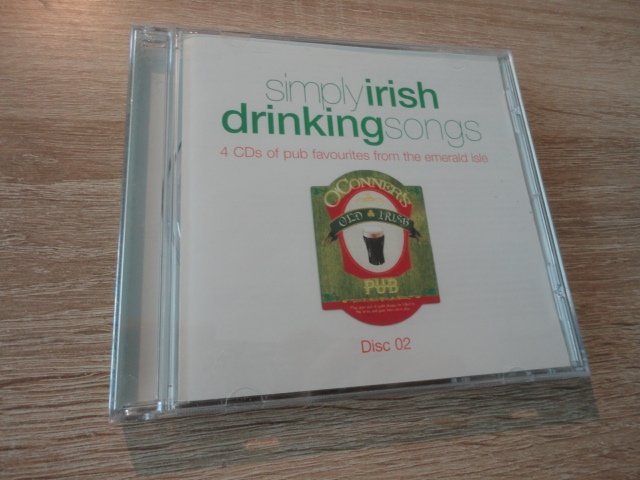 simplyirish
drinkingsongs
4 CDs of pub favourites from the emerald isle
O'CONNER'S
OLD IRISH
PUB
Disc 02